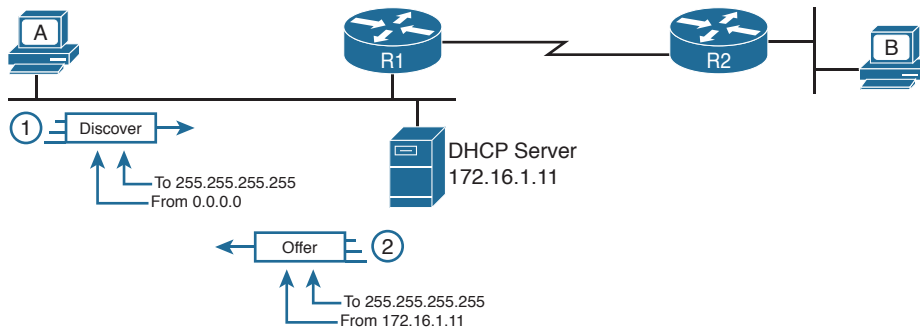 A
R1
R2
B
1
Discover
DHCP Server
172.16.1.11
To 255.255.255.255
From 0.0.0.0
Offer
2
To 255.255.255.255
From 172.16.1.11